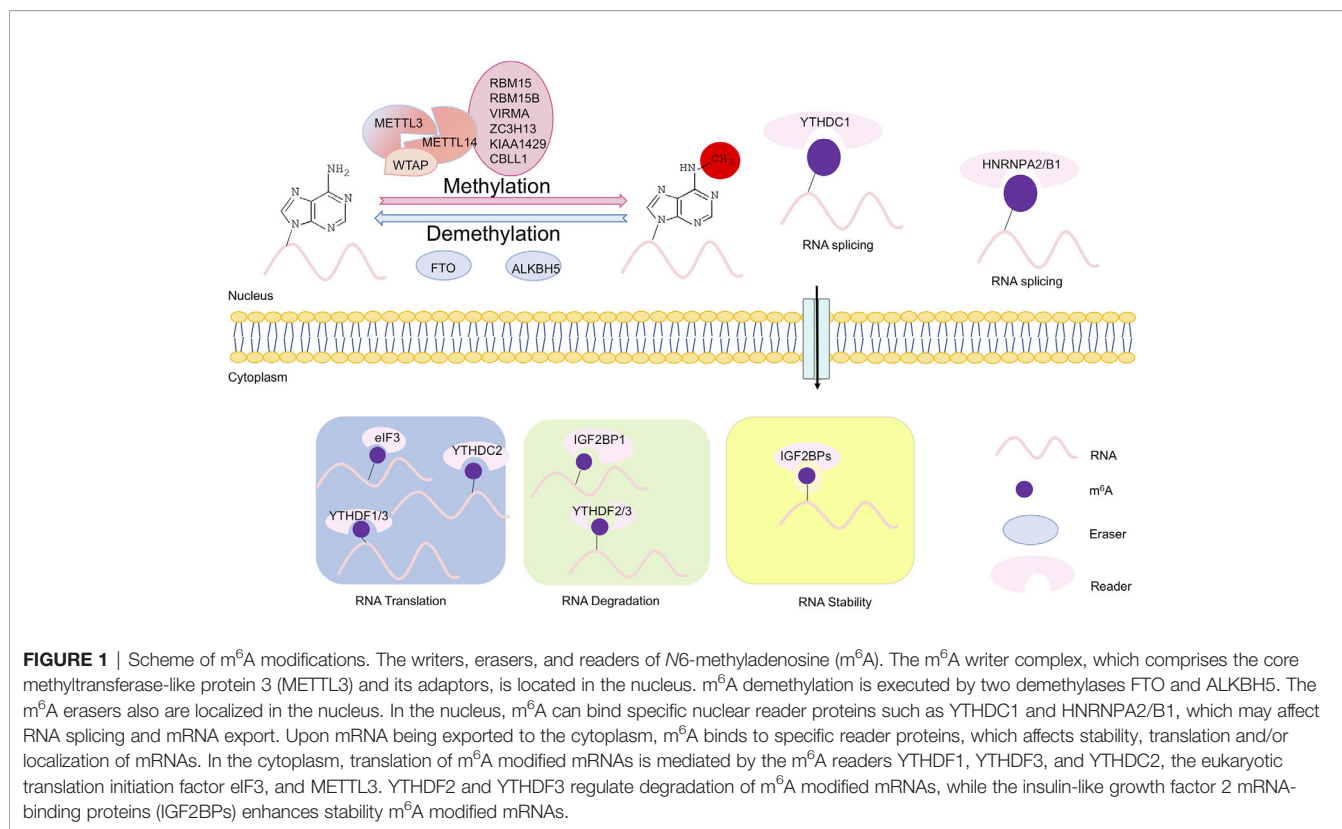 RBM15
RBM15B
VIRMA
ZC3H13
KIAA1429
CBLL1
METTL3
METTL14
WTAP
Methylation
Demethylation
FTO
ALKBH5
NH2
N
N
N
N
HN
CH3
N
N
N
N
YTHDC1
RNA splicing
HNRNPA2/B1
RNA splicing
Nucleus
Cytoplasm
eIF3
YTHDC2
YTHDF1/3
RNA Translation
IGF2BP1
YTHDF2/3
RNA Degradation
IGF2BPs
RNA Stability
RNA
m⁶A
Eraser
Reader
FIGURE 1 | Scheme of m⁶A modifications. The writers, erasers, and readers of N6-methyladenosine (m⁶A). The m⁶A writer complex, which comprises the core
methyltransferase-like protein 3 (METTL3) and its adaptors, is located in the nucleus. m⁶A demethylation is executed by two demethylases FTO and ALKBH5. The
m⁶A erasers also are localized in the nucleus. In the nucleus, m⁶A can bind specific nuclear reader proteins such as YTHDC1 and HNRNPA2/B1, which may affect
RNA splicing and mRNA export. Upon mRNA being exported to the cytoplasm, m⁶A binds to specific reader proteins, which affects stability, translation and/or
localization of mRNAs. In the cytoplasm, translation of m⁶A modified mRNAs is mediated by the m⁶A readers YTHDF1, YTHDF3, and YTHDC2, the eukaryotic
translation initiation factor eIF3, and METTL3. YTHDF2 and YTHDF3 regulate degradation of m⁶A modified mRNAs, while the insulin-like growth factor 2 mRNA-
binding proteins (IGF2BPs) enhances stability m⁶A modified mRNAs.